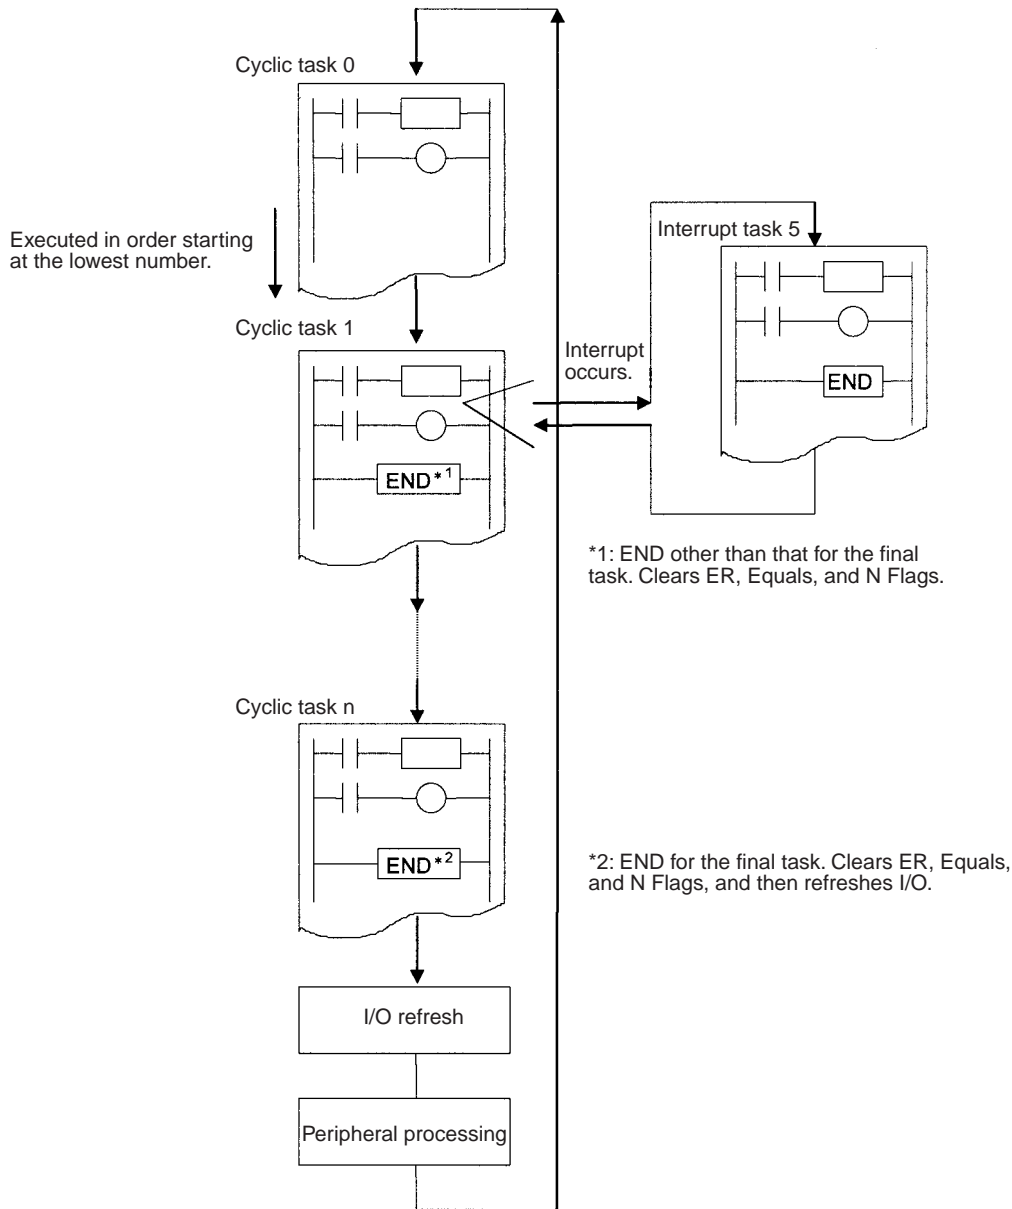 Cyclic task 0
Executed in order starting
at the lowest number.
Interrupt task 5
Cyclic task 1
Interrupt
occurs.
END
END*1
*1: END other than that for the final
task. Clears ER, Equals, and N Flags.
Cyclic task n
END*2
*2: END for the final task. Clears ER, Equals,
and N Flags, and then refreshes I/O.
I/O refresh
Peripheral processing